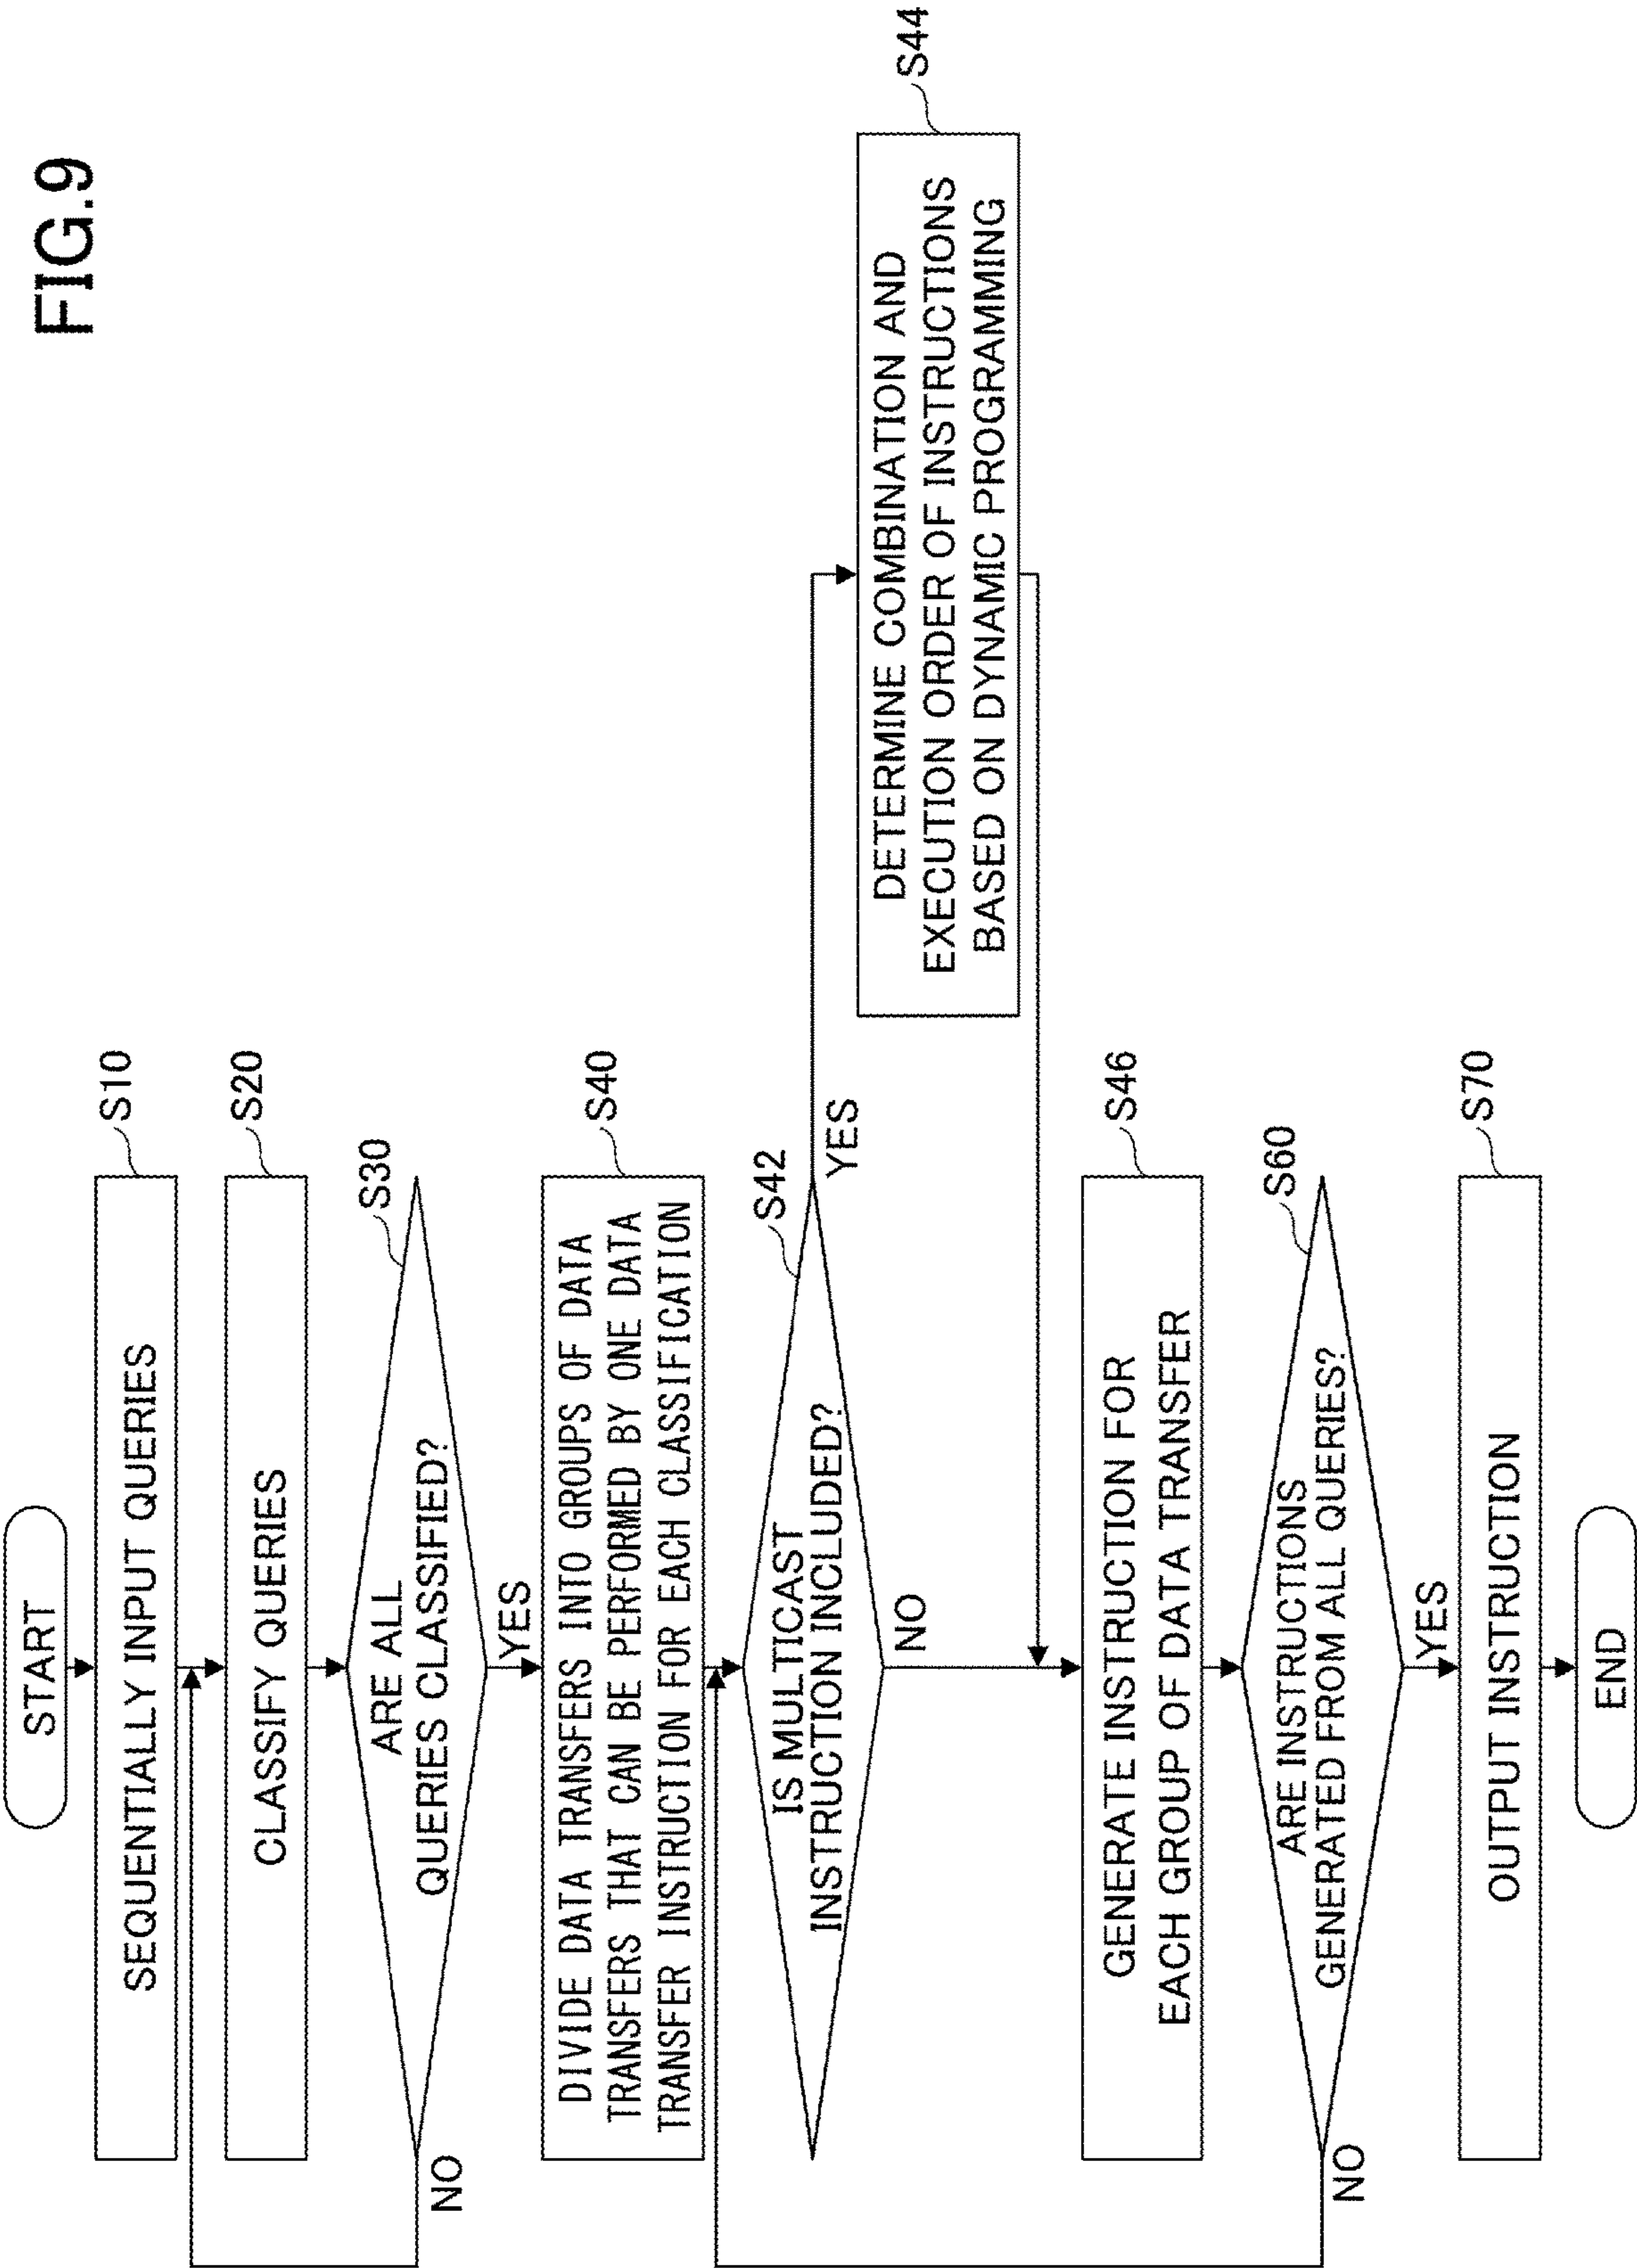 FIG.9
START
S10
SEQUENTIALLY INPUT QUERIES
S20
CLASSIFY QUERIES
S30
ARE ALL
QUERIES CLASSIFIED?
NO
YES
S40
DIVIDE DATA TRANSFERS INTO GROUPS OF DATA
TRANSFERS THAT CAN BE PERFORMED BY ONE DATA
TRANSFER INSTRUCTION FOR EACH CLASSIFICATION
S42
IS MULTICAST
INSTRUCTION INCLUDED?
YES
NO
S44
DETERMINE COMBINATION AND
EXECUTION ORDER OF INSTRUCTIONS
BASED ON DYNAMIC PROGRAMMING
S46
GENERATE INSTRUCTION FOR
EACH GROUP OF DATA TRANSFER
S60
ARE INSTRUCTIONS
GENERATED FROM ALL QUERIES?
NO
YES
S70
OUTPUT INSTRUCTION
END